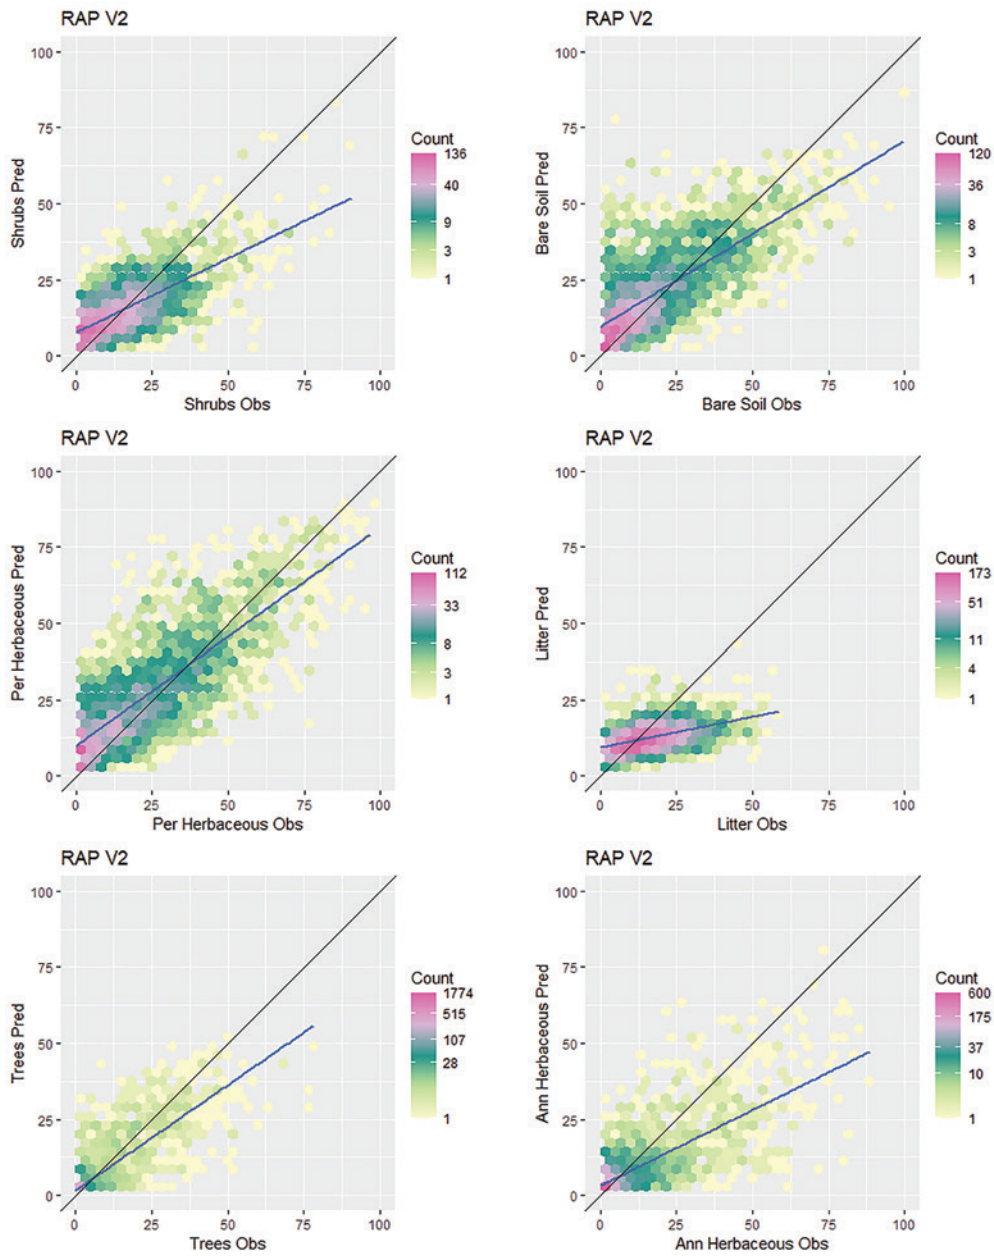 RAP V2
100
75
50
25
0
0 25 50 75 100
Shrubs Pred
Shrubs Obs
Count
136
40
9
3
1
RAP V2
100
75
50
25
0
0 25 50 75 100
Bare Soil Pred
Bare Soil Obs
Count
120
36
8
3
1
RAP V2
100
75
50
25
0
0 25 50 75 100
Per Herbaceous Pred
Per Herbaceous Obs
Count
112
33
8
3
1
RAP V2
100
75
50
25
0
0 25 50 75 100
Litter Pred
Litter Obs
Count
173
51
11
4
1
RAP V2
100
75
50
25
0
0 25 50 75 100
Trees Pred
Trees Obs
Count
1774
515
107
28
1
RAP V2
100
75
50
25
0
0 25 50 75 100
Ann Herbaceous Pred
Ann Herbaceous Obs
Count
600
175
37
10
1